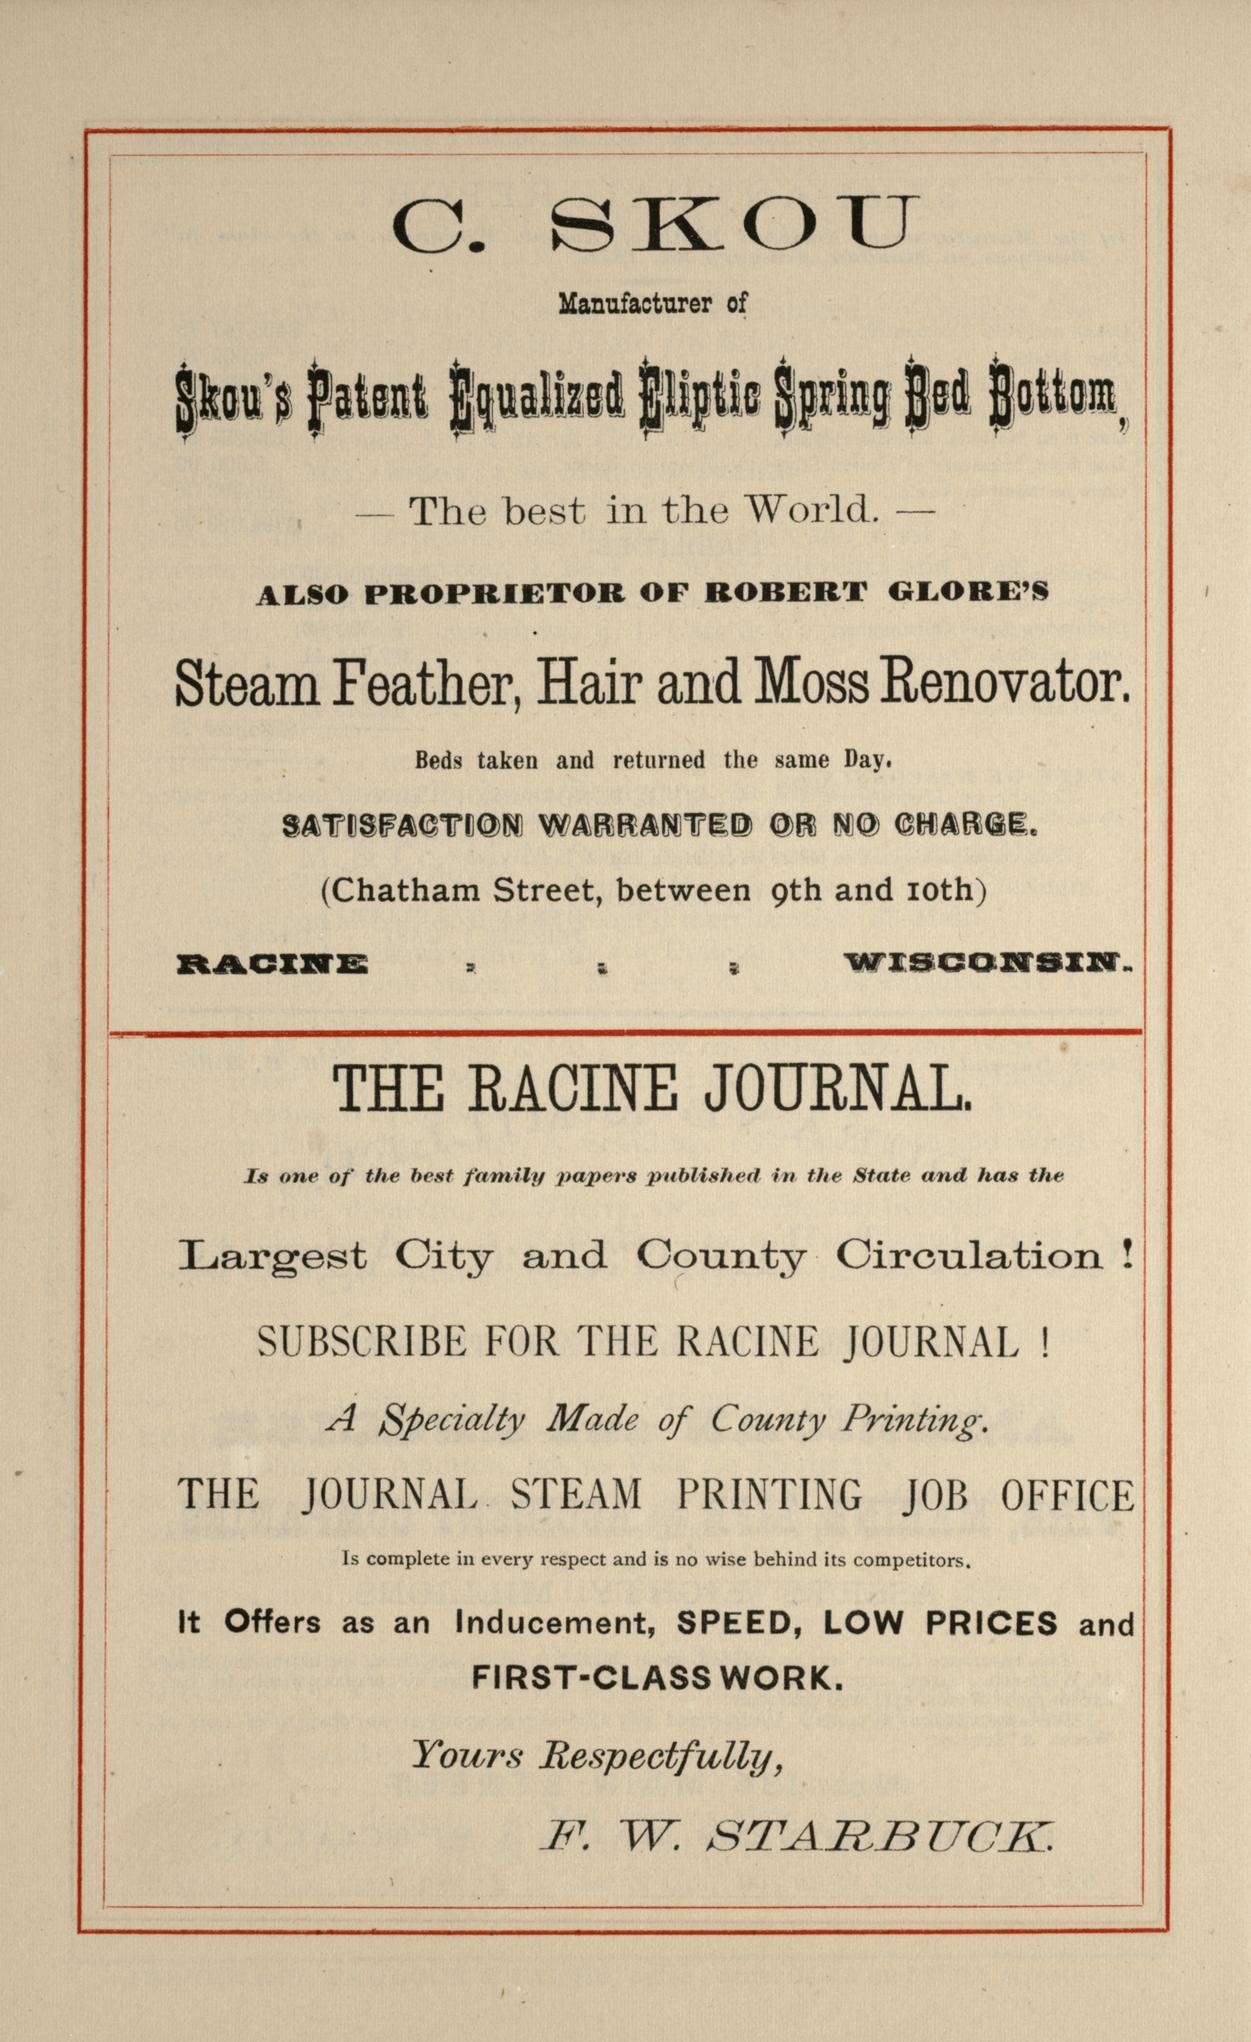 C. SKOU
Manufacturer of
Skou's Patent Equalized Eliptic Spring Bed Bottom,
— The best in the World. —
ALSO PROPRIETOR OF ROBERT GLORE'S
Steam Feather, Hair and Moss Renovator.
Beds taken and returned the same Day.
SATISFACTION WARRANTED OR NO CHARGE.
(Chatham Street, between 9th and 10th)
RACINE - - - WISCONSIN.
THE RACINE JOURNAL.
Is one of the best family papers published in the State and has the
Largest City and County Circulation !
SUBSCRIBE FOR THE RACINE JOURNAL !
A Specialty Made of County Printing.
THE JOURNAL STEAM PRINTING JOB OFFICE
Is complete in every respect and is no wise behind its competitors.
It Offers as an Inducement, SPEED, LOW PRICES and
FIRST-CLASS WORK.
Yours Respectfully,
F. W. STARBUCK.